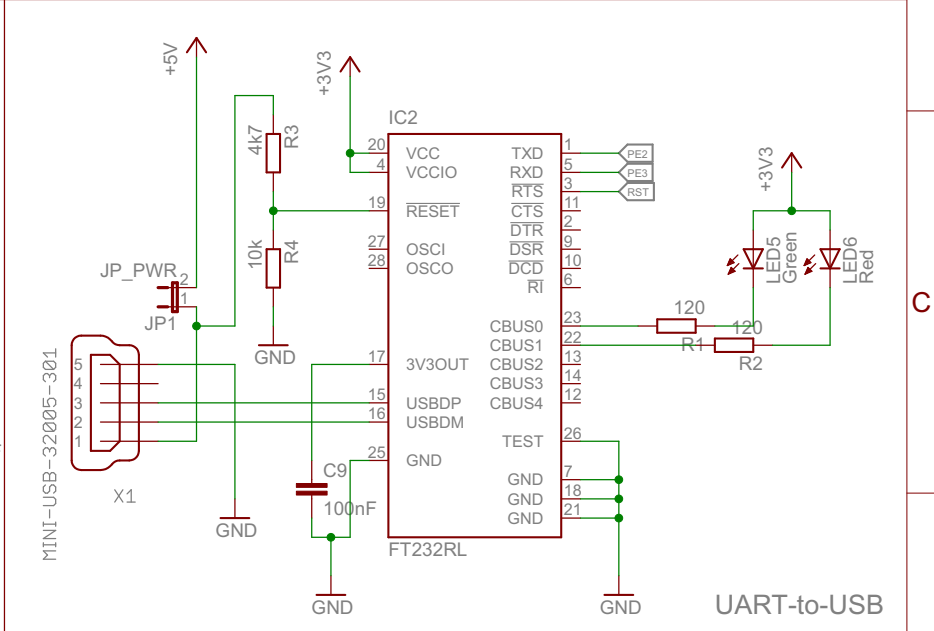 +5V
+3V3
4k7
R3
10k
R4
GND
JP_PWR
2
1
JP1
MINI-USB-32005-301
5
4
3
2
1
X1
GND
C9
100nF
GND
IC2
20 VCC
4 VCCIO
19 RESET
27 OSCI
28 OSCO
17 3V3OUT
15 USBDP
16 USBDM
25 GND
TXD 1 PE2
RXD 5 PE3
RTS 3 RST
CTS 11
DTR 2
DSR 9
DCD 10
RI 6
CBUS0 23
CBUS1 22
CBUS2 13
CBUS3 14
CBUS4 12
TEST 26
GND 7
GND 18
GND 21
FT232RL
GND
+3V3
LED5
Green
LED6
Red
120
R1
120
R2
UART-to-USB
C